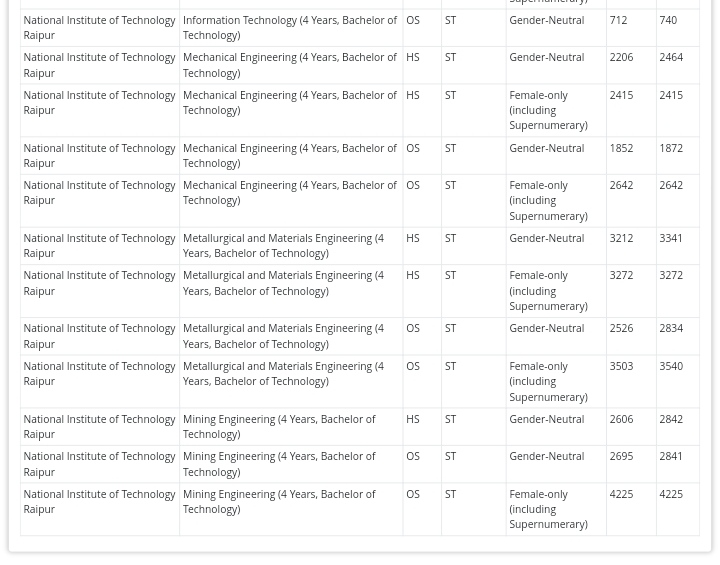 Supernumerary)
National Institute of Technology Information Technology (4 Years, Bachelor of OS ST Gender-Neutral 712 740
Raipur Technology)
National Institute of Technology Mechanical Engineering (4 Years, Bachelor of HS ST Gender-Neutral 2206 2464
Raipur Technology)
National Institute of Technology Mechanical Engineering (4 Years, Bachelor of HS ST Female-only 2415 2415
Raipur Technology) (including
Supernumerary)
National Institute of Technology Mechanical Engineering (4 Years, Bachelor of OS ST Gender-Neutral 1852 1872
Raipur Technology)
National Institute of Technology Mechanical Engineering (4 Years, Bachelor of OS ST Female-only 2642 2642
Raipur Technology) (including
Supernumerary)
National Institute of Technology Metallurgical and Materials Engineering (4 HS ST Gender-Neutral 3212 3341
Raipur Years, Bachelor of Technology)
National Institute of Technology Metallurgical and Materials Engineering (4 HS ST Female-only 3272 3272
Raipur Years, Bachelor of Technology) (including
Supernumerary)
National Institute of Technology Metallurgical and Materials Engineering (4 OS ST Gender-Neutral 2526 2834
Raipur Years, Bachelor of Technology)
National Institute of Technology Metallurgical and Materials Engineering (4 OS ST Female-only 3503 3540
Raipur Years, Bachelor of Technology) (including
Supernumerary)
National Institute of Technology Mining Engineering (4 Years, Bachelor of HS ST Gender-Neutral 2606 2842
Raipur Technology)
National Institute of Technology Mining Engineering (4 Years, Bachelor of OS ST Gender-Neutral 2695 2841
Raipur Technology)
National Institute of Technology Mining Engineering (4 Years, Bachelor of OS ST Female-only 4225 4225
Raipur Technology) (including
Supernumerary)